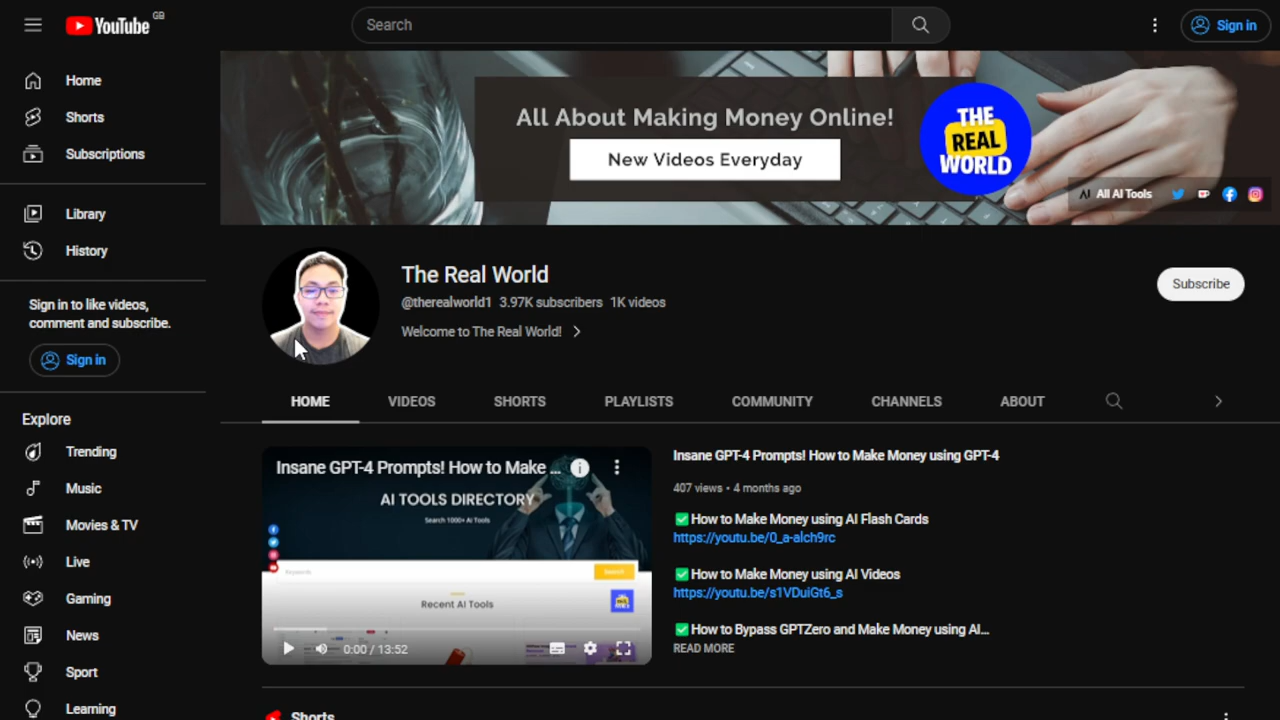 YouTube GB
Search
Sign in
Home
Shorts
Subscriptions
Library
History
Sign in to like videos,
comment and subscribe.
Sign in
Explore
Trending
Music
Movies & TV
Live
Gaming
News
Sport
Learning
All About Making Money Online!
New Videos Everyday
THE
REAL
WORLD
AI All AI Tools
The Real World
@therealworld1 3.97K subscribers 1K videos
Welcome to The Real World!
Subscribe
HOME VIDEOS SHORTS PLAYLISTS COMMUNITY CHANNELS ABOUT
Insane GPT-4 Prompts! How to Make ...
AI TOOLS DIRECTORY
Search 1000+ AI Tools
Keywords
Search
Recent AI Tools
0:00 / 13:52
Insane GPT-4 Prompts! How to Make Money using GPT-4
407 views • 4 months ago
✅How to Make Money using AI Flash Cards
https://youtu.be/0_a-alch9rc
✅How to Make Money using AI Videos
https://youtu.be/s1VDuiGt6_s
✅How to Bypass GPTZero and Make Money using AI...
READ MORE
Shorts